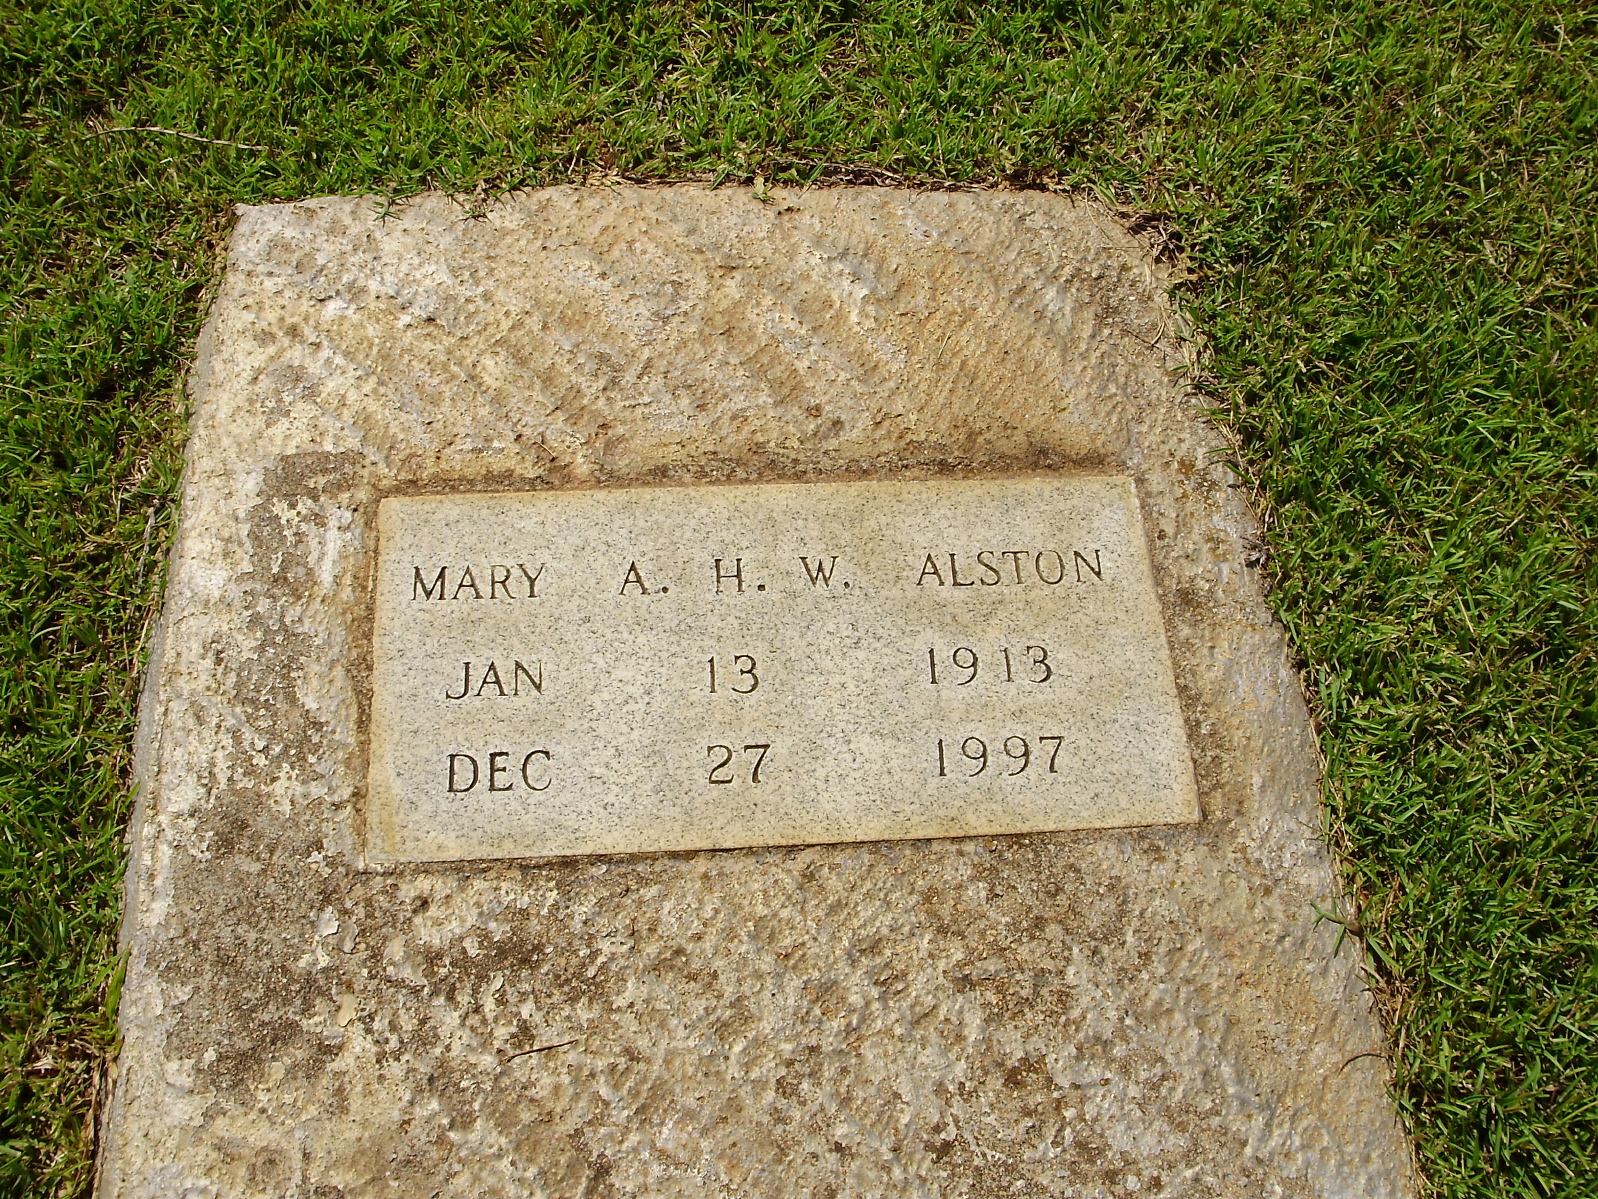 MARY A. H. W. ALSTON
JAN 13 1913
DEC 27 1997